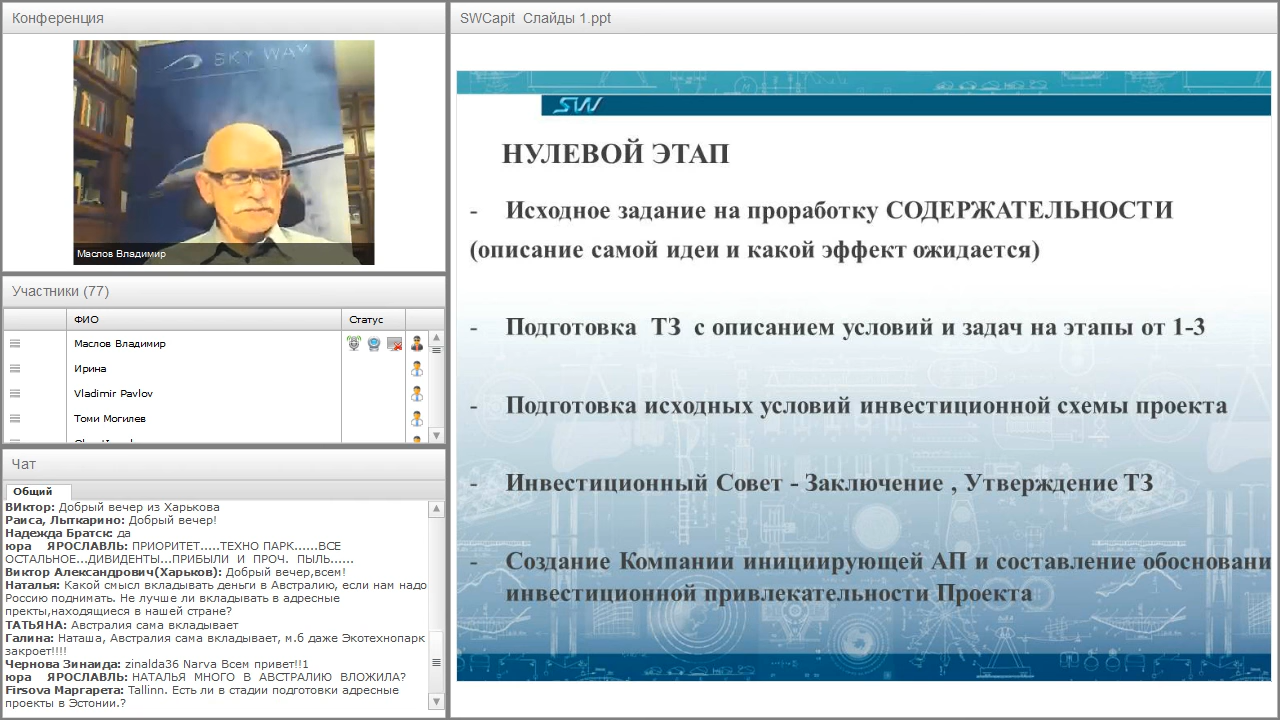 Конференция
SKY WAY
Маслов Владимир
Участники (77)
ФИО
Статус
Маслов Владимир
Ирина
Vladimir Pavlov
Томи Могилев
Чат
Общий
ВИктор: Добрый вечер из Харькова
Раиса, Лыткарино: Добрый вечер!
Надежда Братск: да
юра ЯРОСЛАВЛЬ: ПРИОРИТЕТ.....ТЕХНО ПАРК......ВСЕ
ОСТАЛЬНОЕ...ДИВИДЕНТЫ...ПРИБЫЛИ И ПРОЧ. ПЫЛЬ......
Виктор Александрович(Харьков): Добрый вечер,всем!
Наталья: Какой смысл вкладывать деньги в Австралию, если нам надо
Россию поднимать. Не лучше ли вкладывать в адресные
пректы,находящиеся в нашей стране?
ТАТЬЯНА: Австралия сама вкладывает
Галина: Наташа, Австралия сама вкладывает, м.б даже Экотехнопарк
закроет!!!!
Чернова Зинаида: zinalda36 Narva Всем привет!!1
юра ЯРОСЛАВЛЬ: НАТАЛЬЯ МНОГО В АВСТРАЛИЮ ВЛОЖИЛА?
Firsova Маргарета: Tallinn. Есть ли в стадии подготовки адресные
проекты в Эстонии.?
SWCapit Слайды 1.ppt
SW
НУЛЕВОЙ ЭТАП
- Исходное задание на проработку СОДЕРЖАТЕЛЬНОСТИ
(описание самой идеи и какой эффект ожидается)
- Подготовка ТЗ с описанием условий и задач на этапы от 1-3
- Подготовка исходных условий инвестиционной схемы проекта
- Инвестиционный Совет - Заключение , Утверждение ТЗ
- Создание Компании инициирующей АП и составление обосновани
инвестиционной привлекательности Проекта